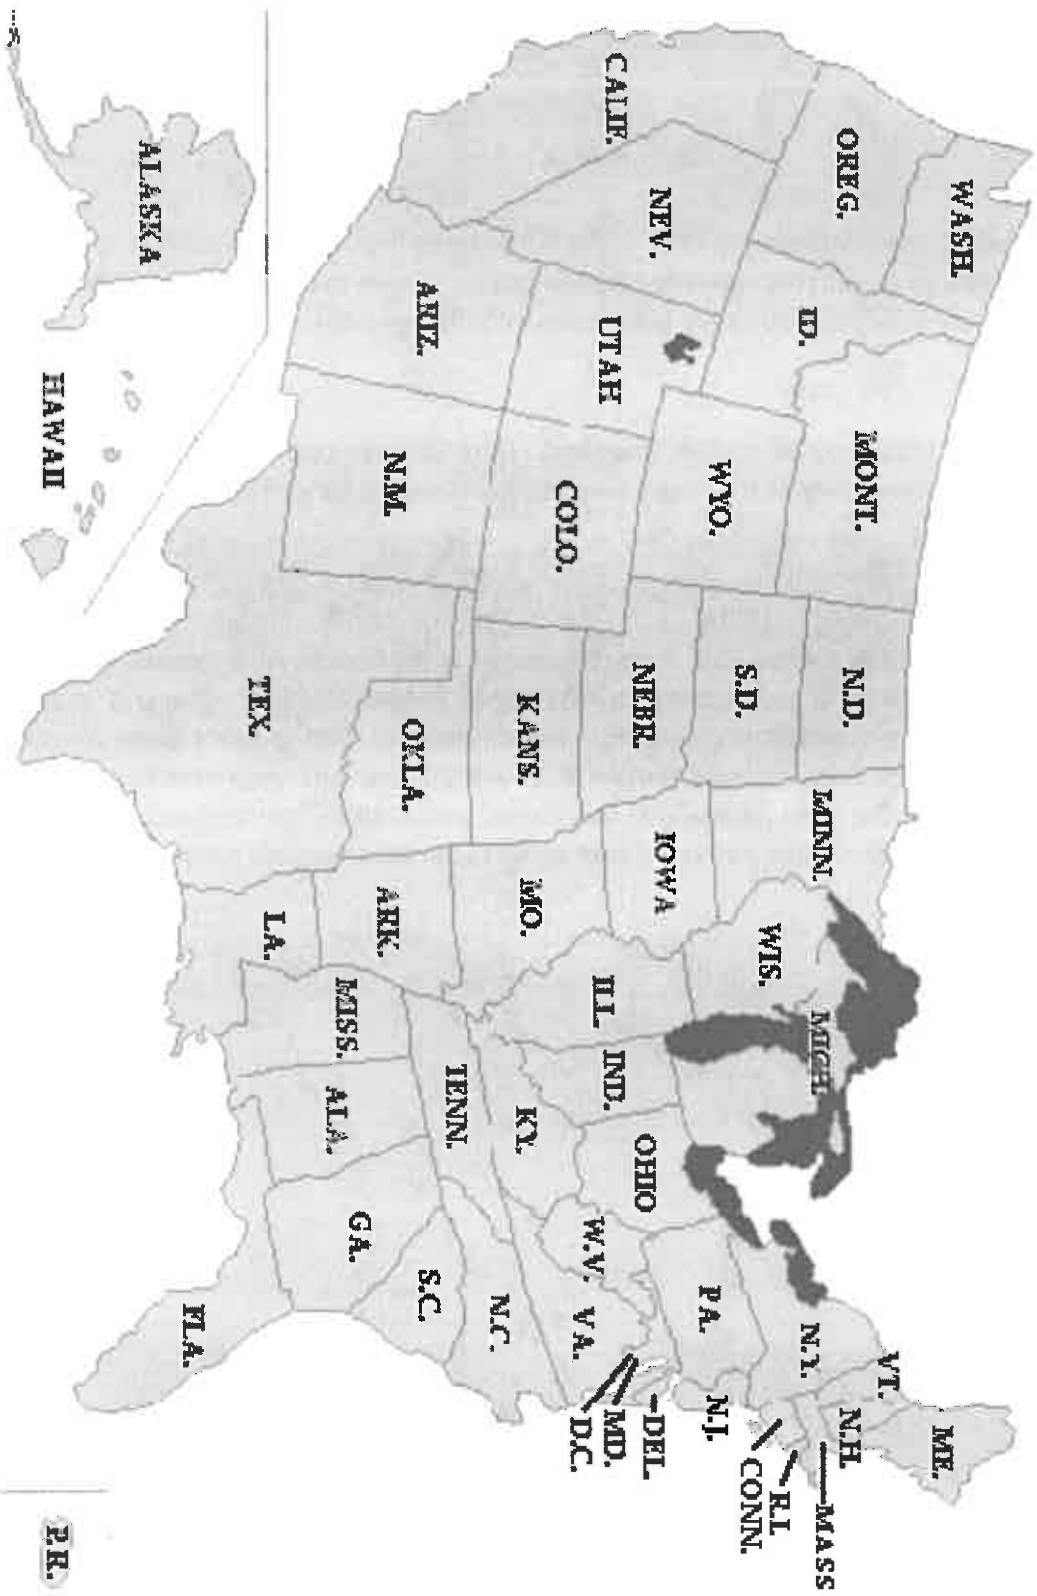 WASH.
OREG.
CALIF.
NEV.
ID.
MONT.
WYO.
UTAH
ARIZ.
COLO.
N.M.
N.D.
S.D.
NEBR.
KANS.
OKLA.
TEX.
MINN.
IOWA
MO.
ARK.
LA.
WIS.
ILL.
MICH.
IND.
OHIO
KY.
TENN.
MISS.
ALA.
GA.
FLA.
S.C.
N.C.
VA.
W.V.
PA.
N.Y.
VT.
N.H.
ME.
MASS
R.I.
CONN.
N.J.
DEL.
MD.
D.C.
ALASKA
HAWAII
P.R.